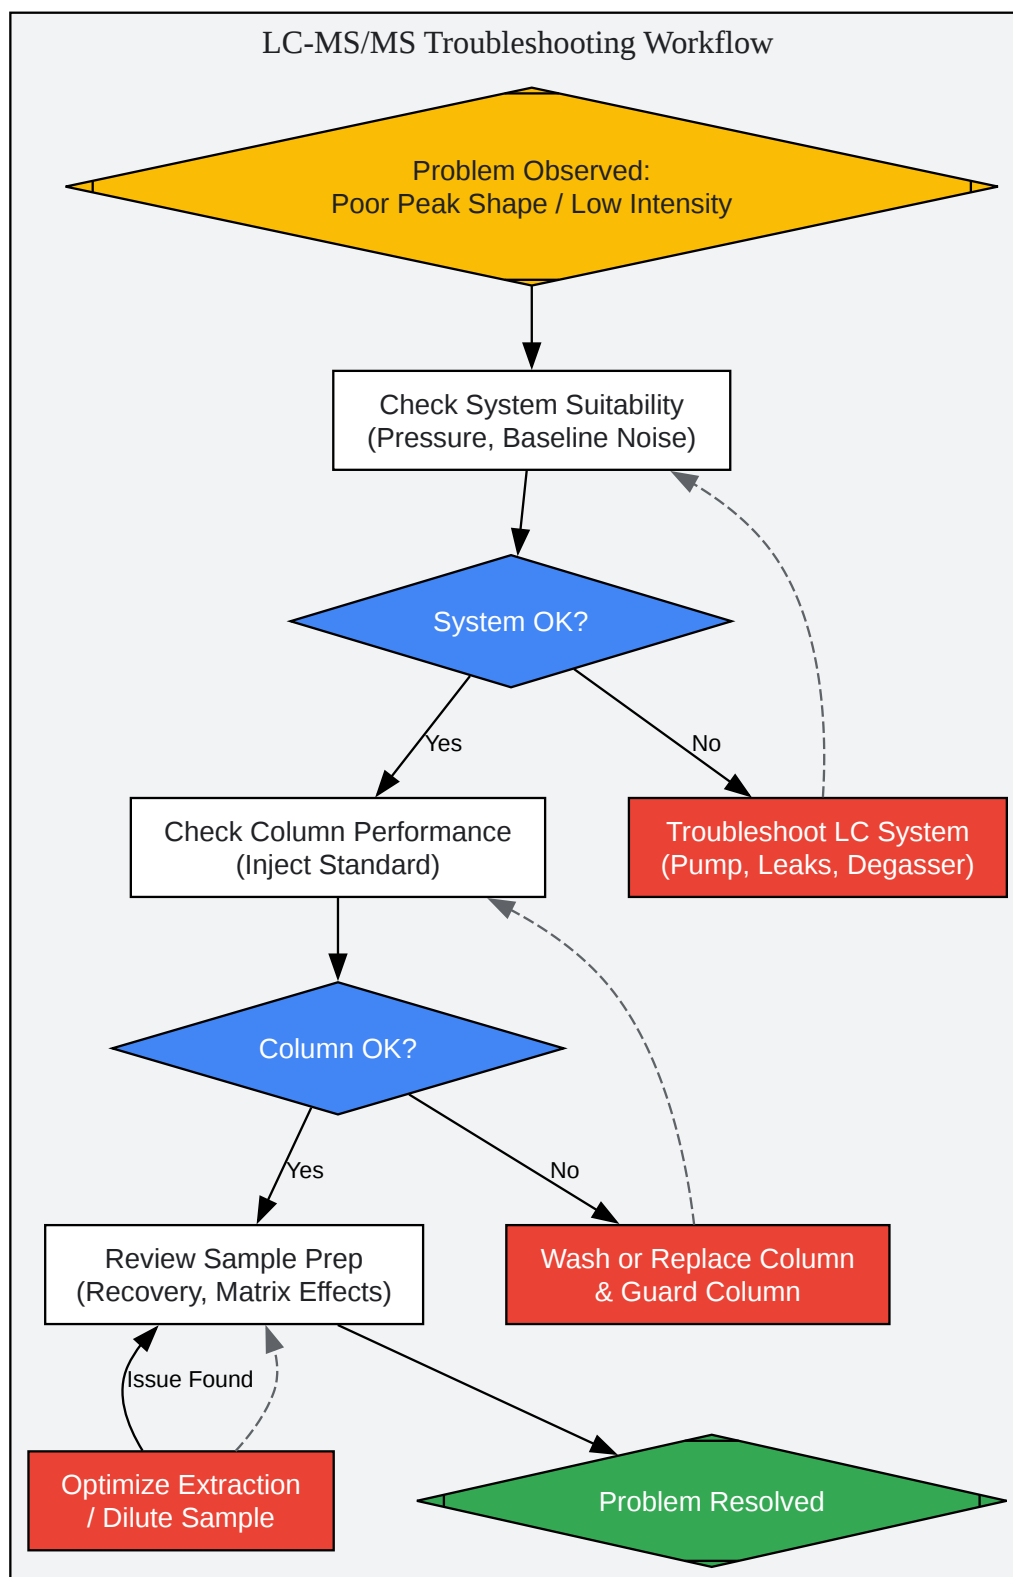 LC-MS/MS Troubleshooting Workflow
Problem Observed:
Poor Peak Shape / Low Intensity
Check System Suitability
(Pressure, Baseline Noise)
System OK?
Yes
No
Check Column Performance
(Inject Standard)
Troubleshoot LC System
(Pump, Leaks, Degasser)
Column OK?
Yes
No
Review Sample Prep
(Recovery, Matrix Effects)
Wash or Replace Column
& Guard Column
Issue Found
Optimize Extraction
/ Dilute Sample
Problem Resolved